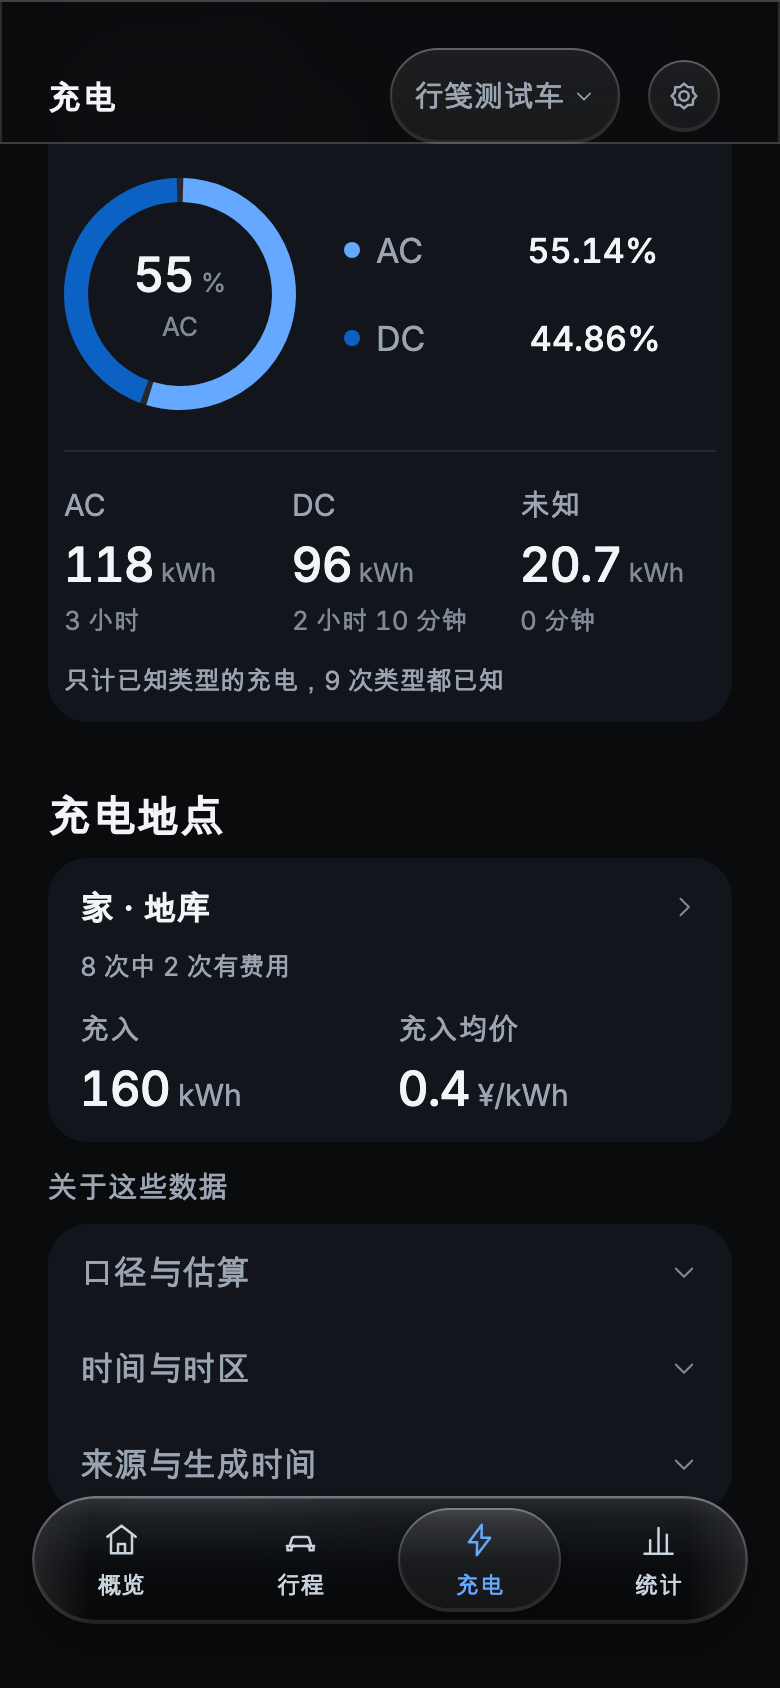 充电
行笺测试车
55 %
AC
AC 55.14%
DC 44.86%
AC DC 未知
118 kWh 96 kWh 20.7 kWh
3 小时 2 小时 10 分钟 0 分钟
只计已知类型的充电，9 次类型都已知
充电地点
家 · 地库
8 次中 2 次有费用
充入 充入均价
160 kWh 0.4 ¥/kWh
关于这些数据
口径与估算
时间与时区
来源与生成时间
概览 行程 充电 统计